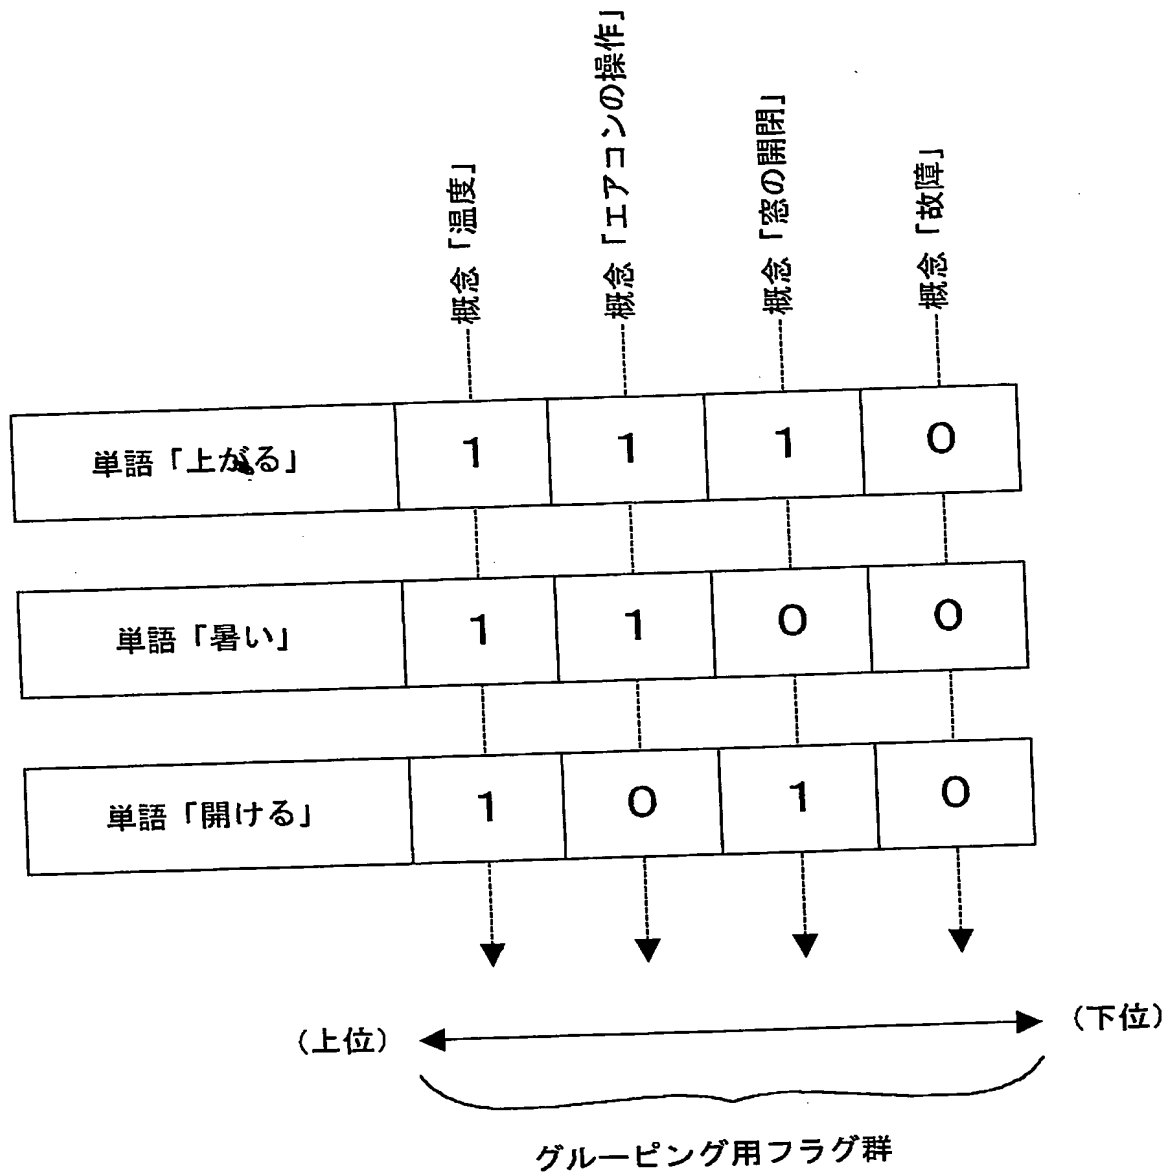 概念「温度」
概念「エアコンの操作」
概念「窓の開閉」
概念「故障」
単語「上がる」 1 1 1 0
単語「暑い」 1 1 0 0
単語「開ける」 1 0 1 0
（上位） （下位）
グルーピング用フラグ群